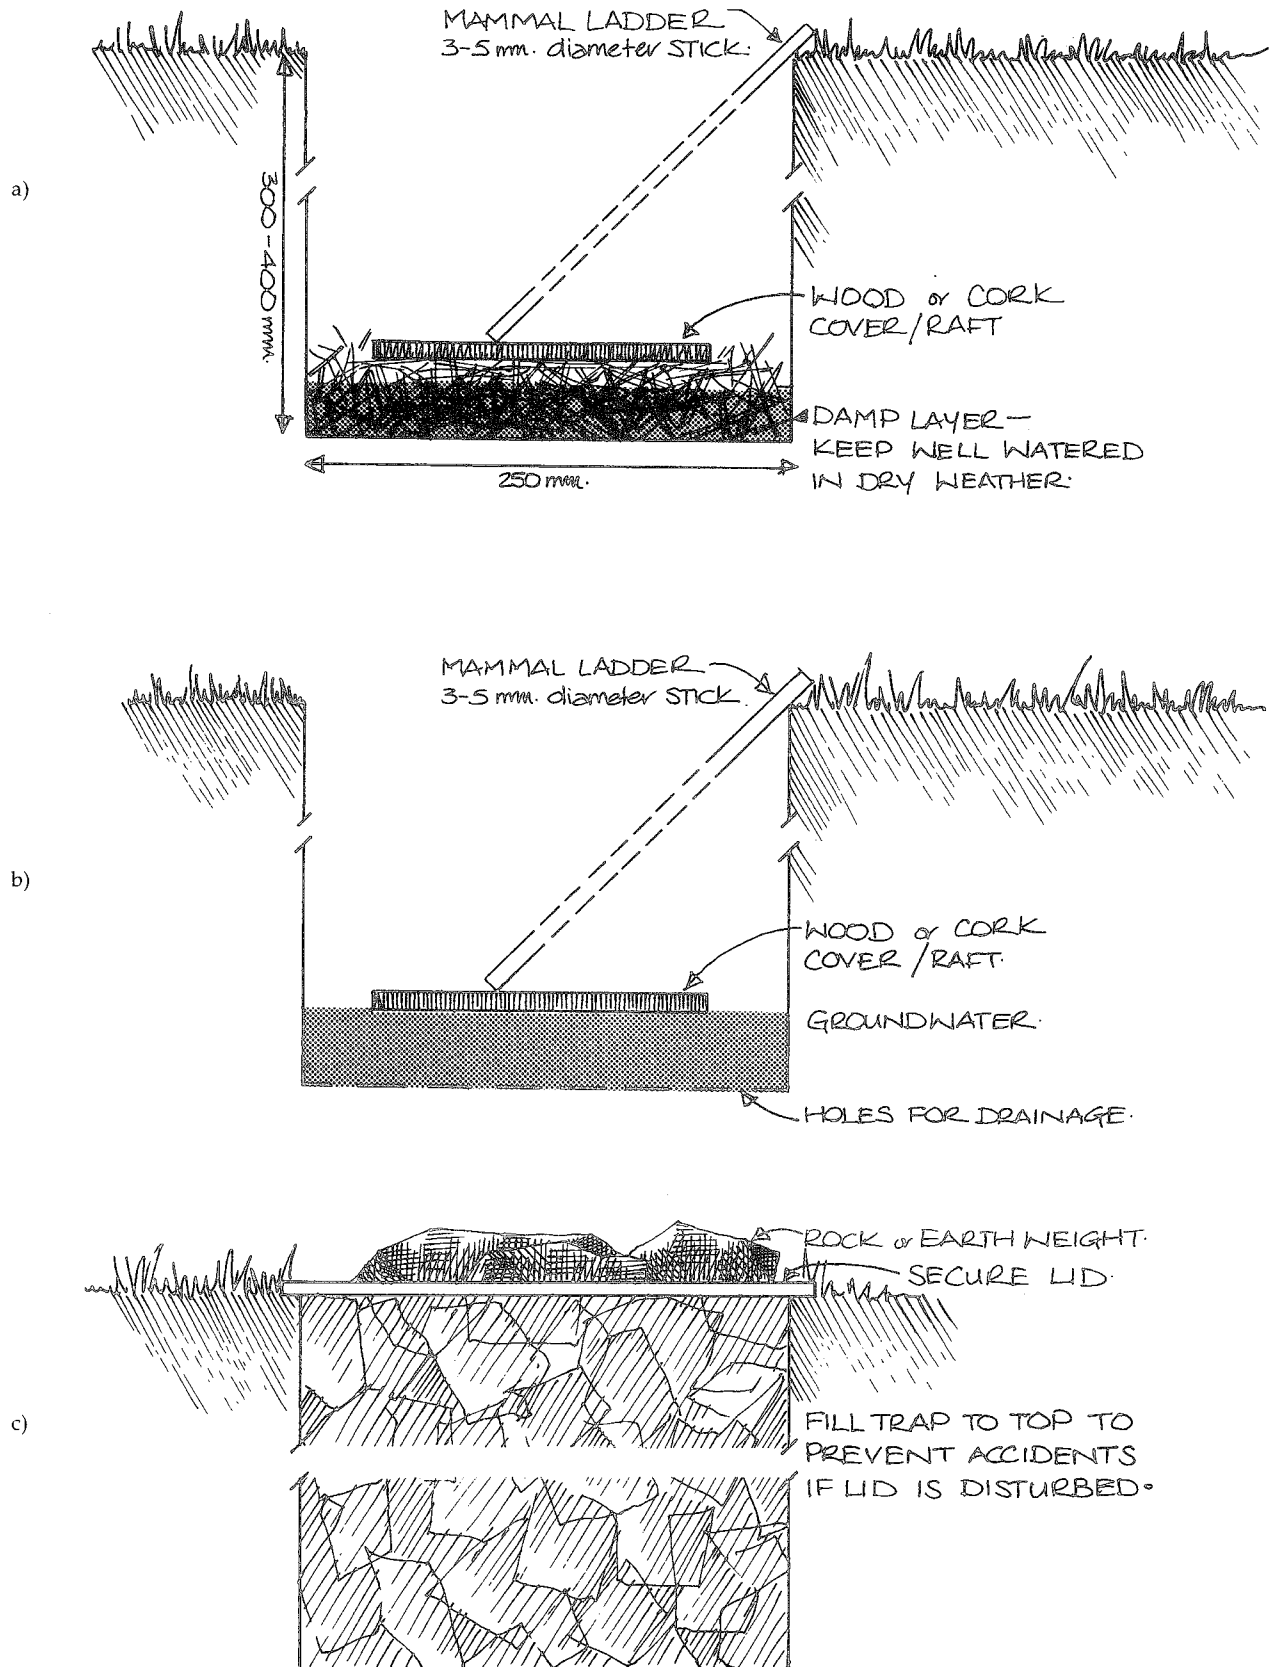 MAMMAL LADDER
3-5 mm. diameter STICK.
a)
300-400 mm.
WOOD or CORK
COVER/RAFT
DAMP LAYER—
KEEP WELL WATERED
IN DRY WEATHER.
250 mm.
MAMMAL LADDER
3-5 mm. diameter STICK.
b)
WOOD or CORK
COVER/RAFT.
GROUNDWATER.
HOLES FOR DRAINAGE.
ROCK or EARTH WEIGHT.
SECURE LID.
c)
FILL TRAP TO TOP TO
PREVENT ACCIDENTS
IF LID IS DISTURBED.